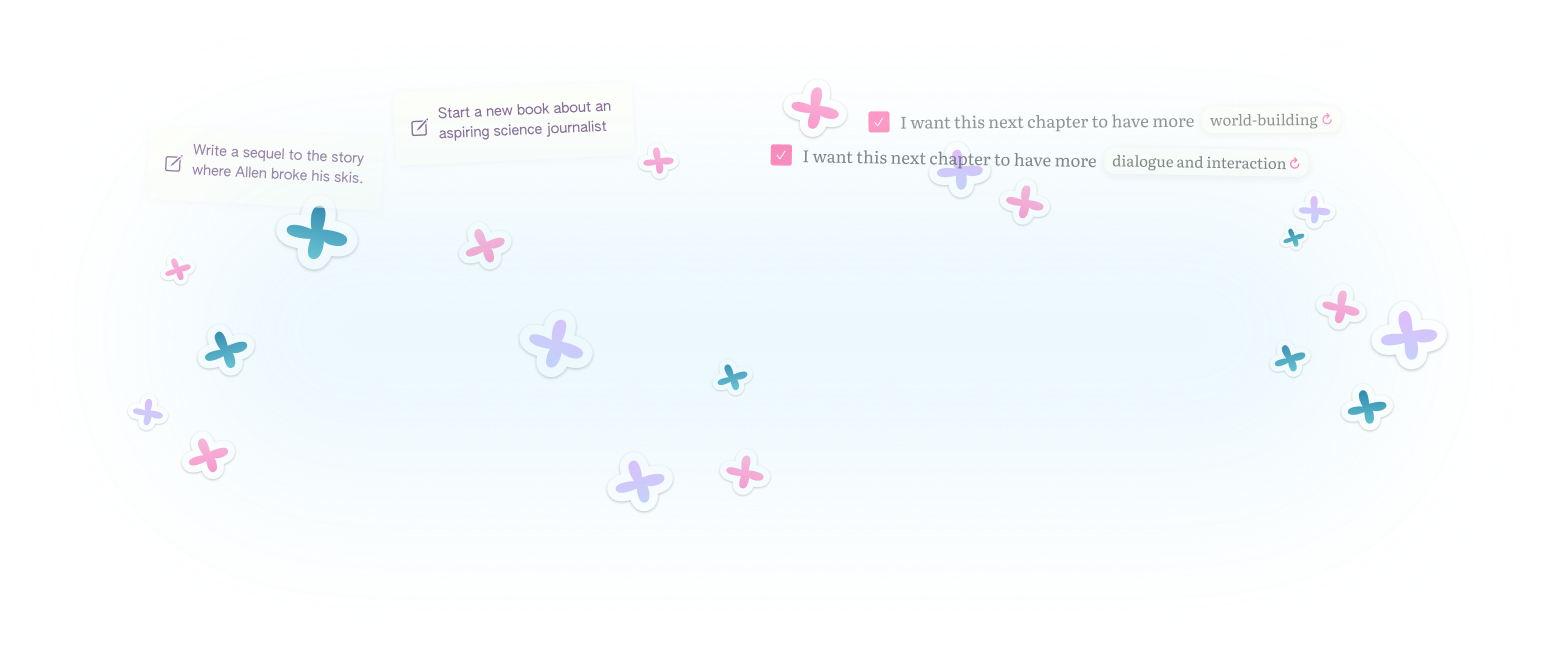 Write a sequel to the story
where Allen broke his skis.
Start a new book about an
aspiring science journalist
I want this next chapter to have more world-building
I want this next chapter to have more dialogue and interaction